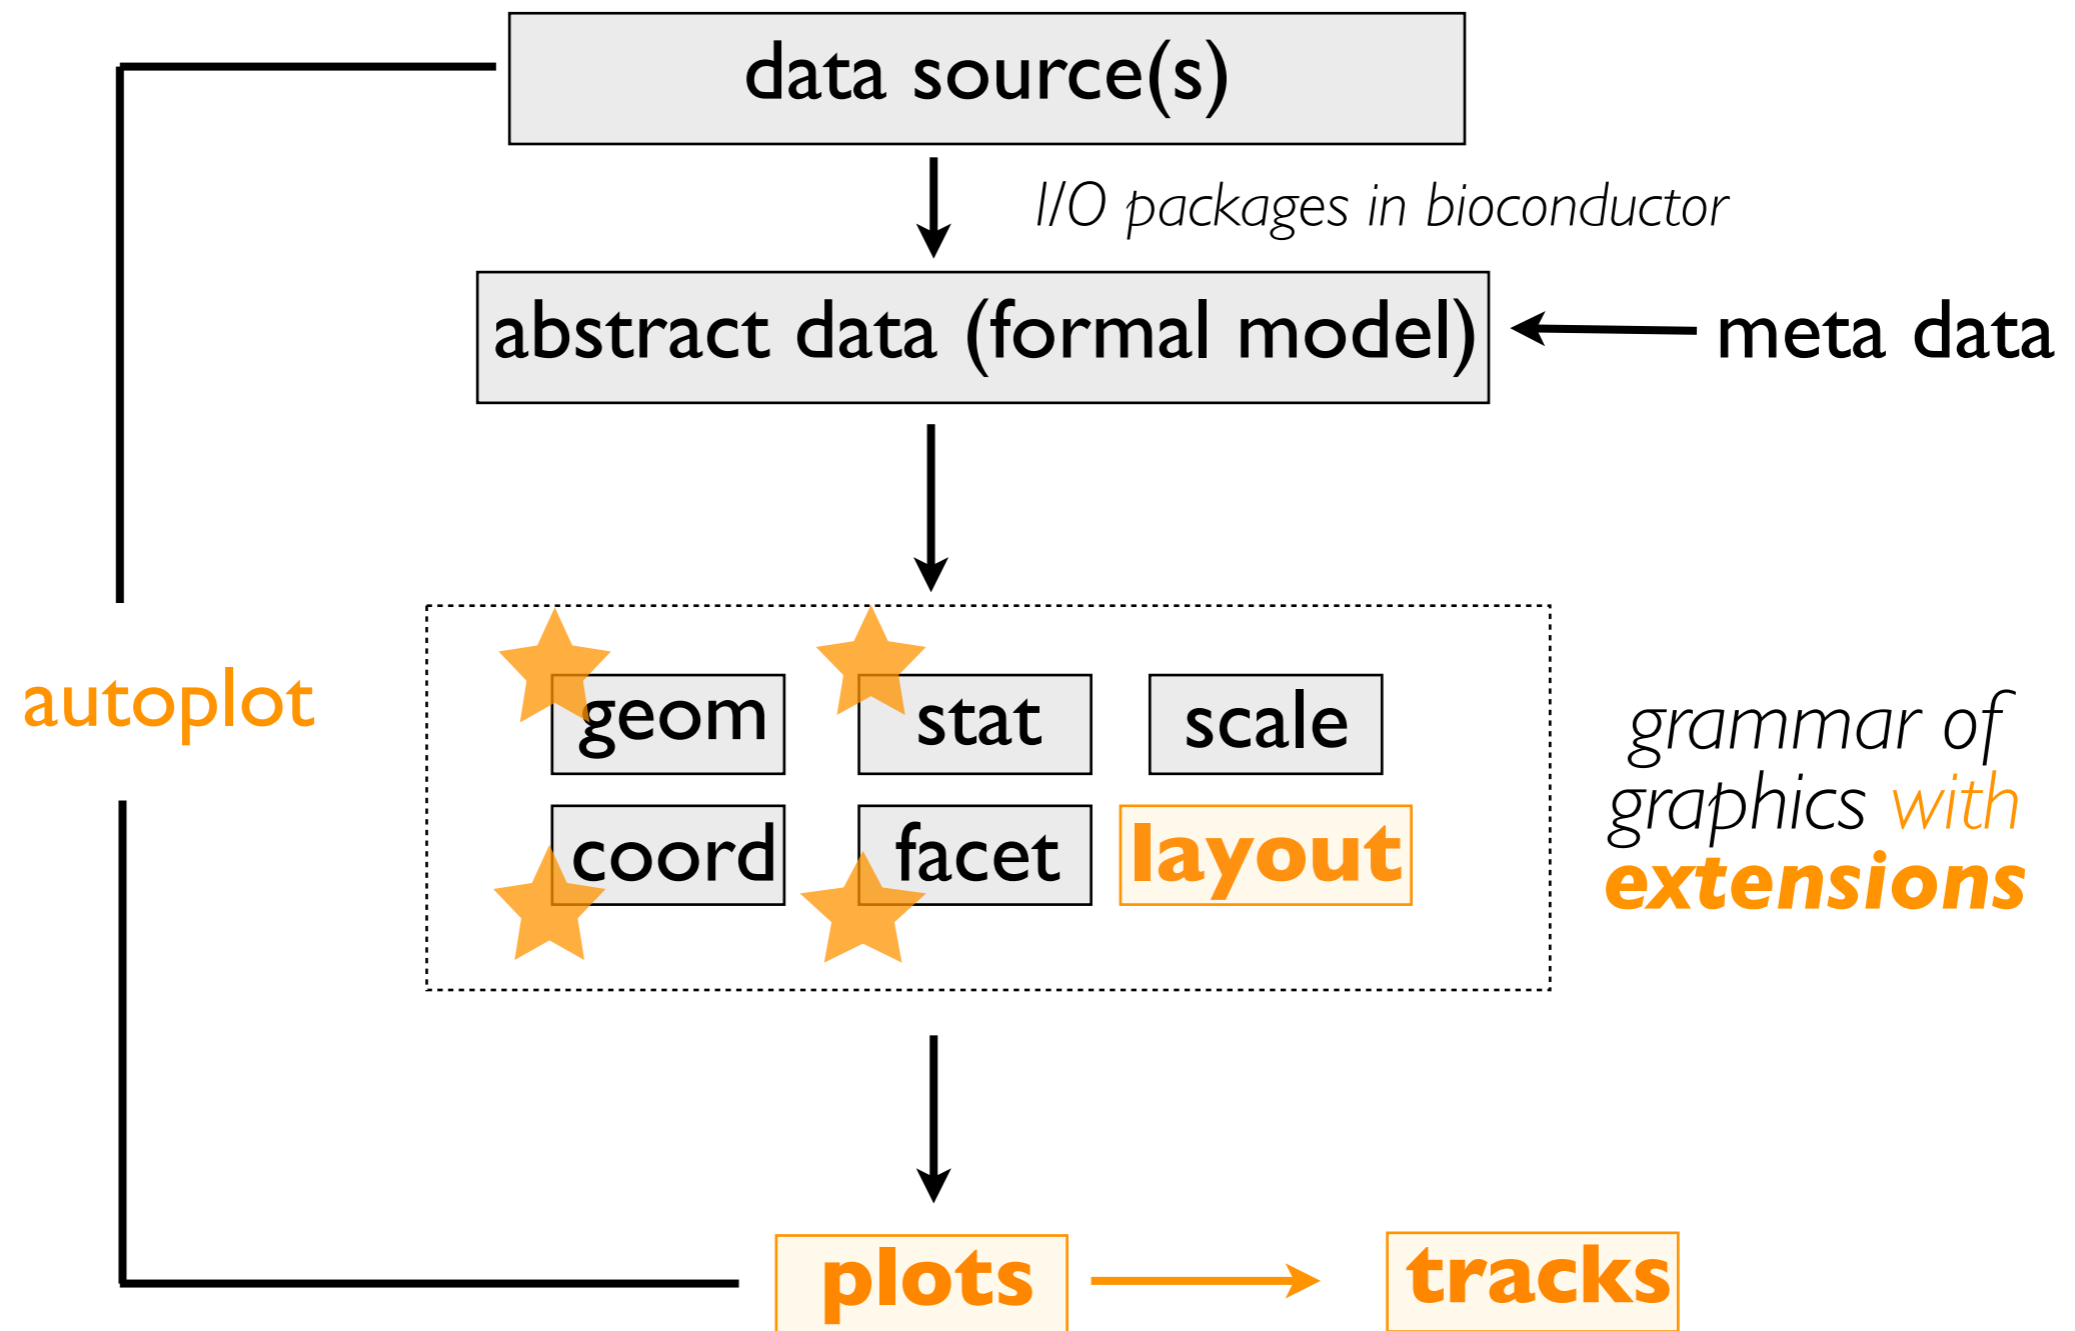 data source(s)
I/O packages in bioconductor
abstract data (formal model)
meta data
autoplot
geom
stat
scale
coord
facet
layout
grammar of
graphics with
extensions
plots
tracks